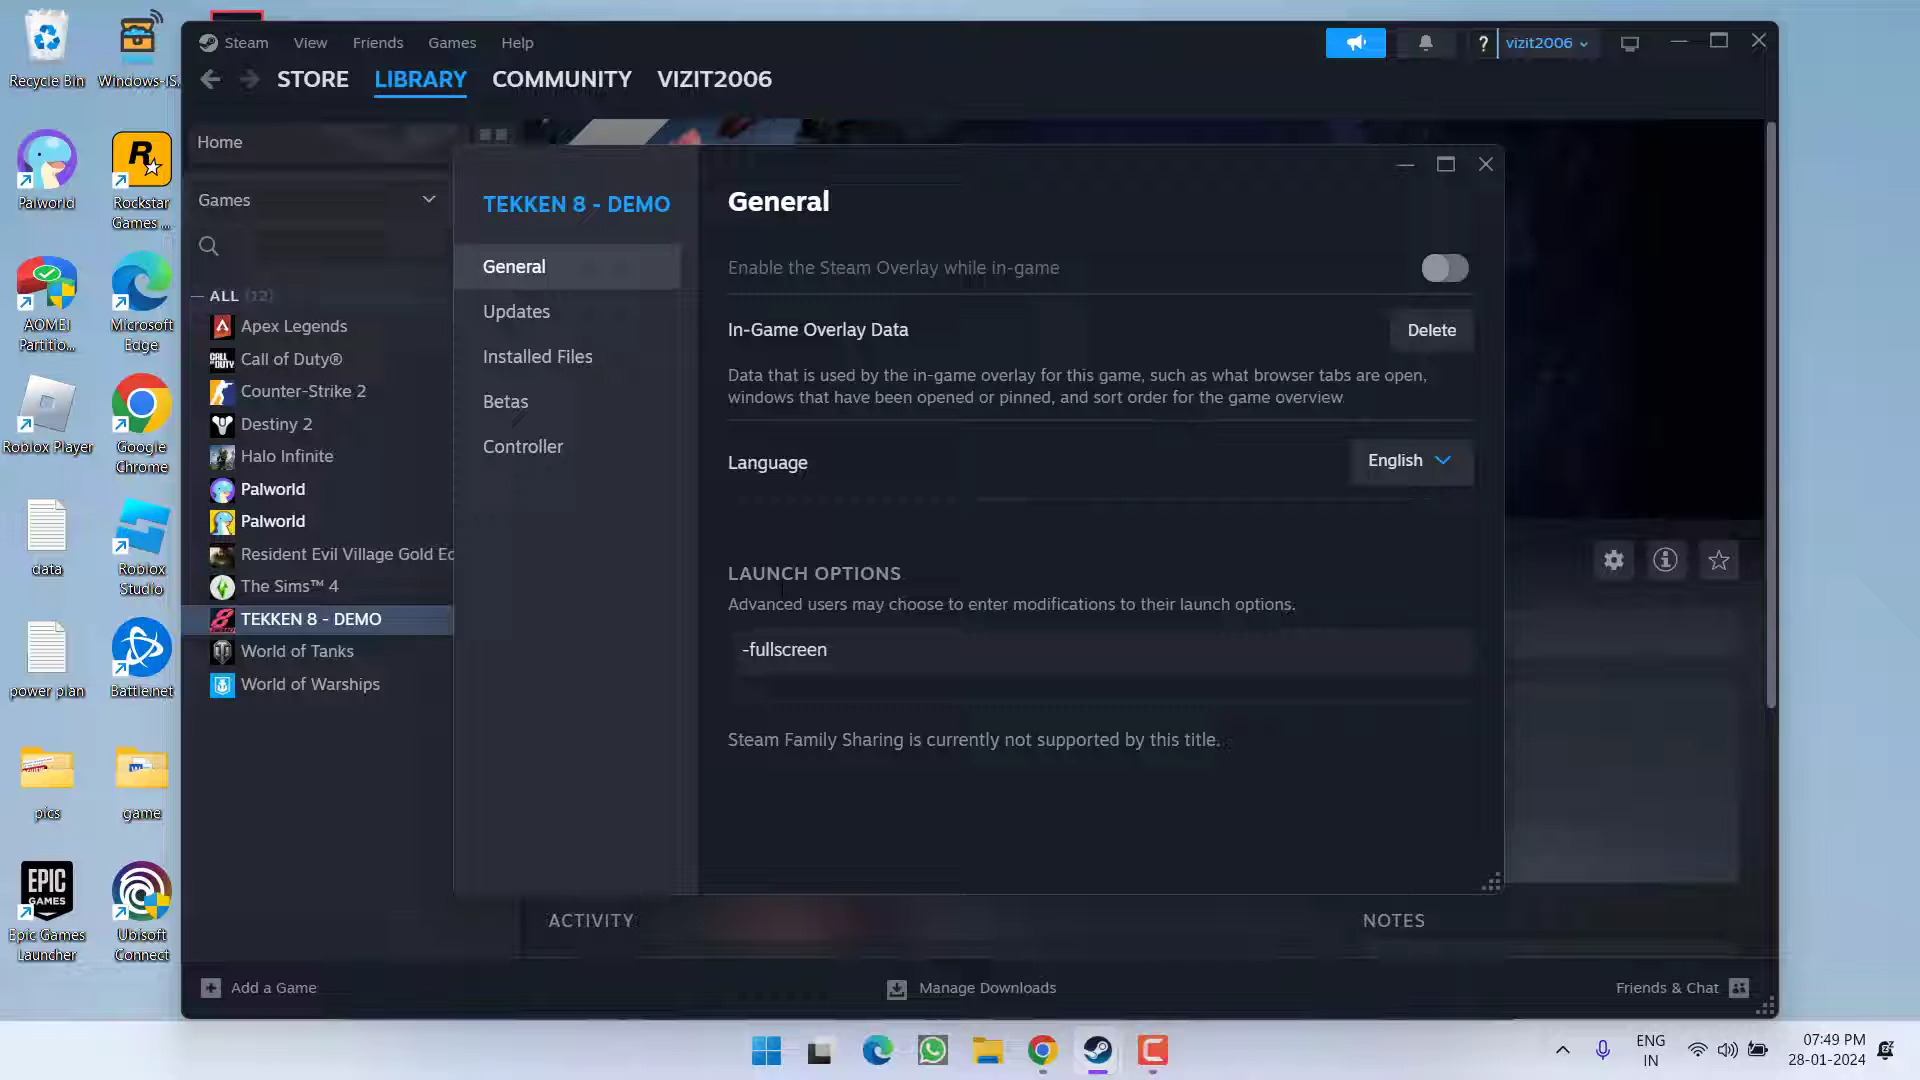 Recycle Bin
Windows-IS...
Palworld
Rockstar
Games ...
AOMEI
Partitio...
Microsoft
Edge
Roblox Player
Google
Chrome
data
Roblox
Studio
power plan
Battle.net
pics
game
Epic Games
Launcher
Ubisoft
Connect
EPIC
GAMES
Steam
View
Friends
Games
Help
?
vizit2006
STORE
LIBRARY
COMMUNITY
VIZIT2006
Home
Games
ALL (12)
Apex Legends
Call of Duty®
Counter-Strike 2
Destiny 2
Halo Infinite
Palworld
Palworld
Resident Evil Village Gold Ec
The Sims™ 4
TEKKEN 8 - DEMO
World of Tanks
World of Warships
TEKKEN 8 - DEMO
General
Updates
Installed Files
Betas
Controller
General
Enable the Steam Overlay while in-game
In-Game Overlay Data
Delete
Data that is used by the in-game overlay for this game, such as what browser tabs are open,
windows that have been opened or pinned, and sort order for the game overview
Language
English
LAUNCH OPTIONS
Advanced users may choose to enter modifications to their launch options.
-fullscreen
Steam Family Sharing is currently not supported by this title.
ACTIVITY
NOTES
Add a Game
Manage Downloads
Friends & Chat
ENG
IN
07:49 PM
28-01-2024